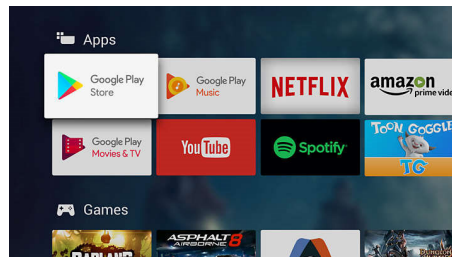 Apps
Google Play
Store
Google Play
Music
NETFLIX
amazon
prime vide
Google Play
Movies & TV
YouTube
Spotify
TOON GOGGLE
TG
Games
BADLAND
ASPHALT 8
AIRBORNE